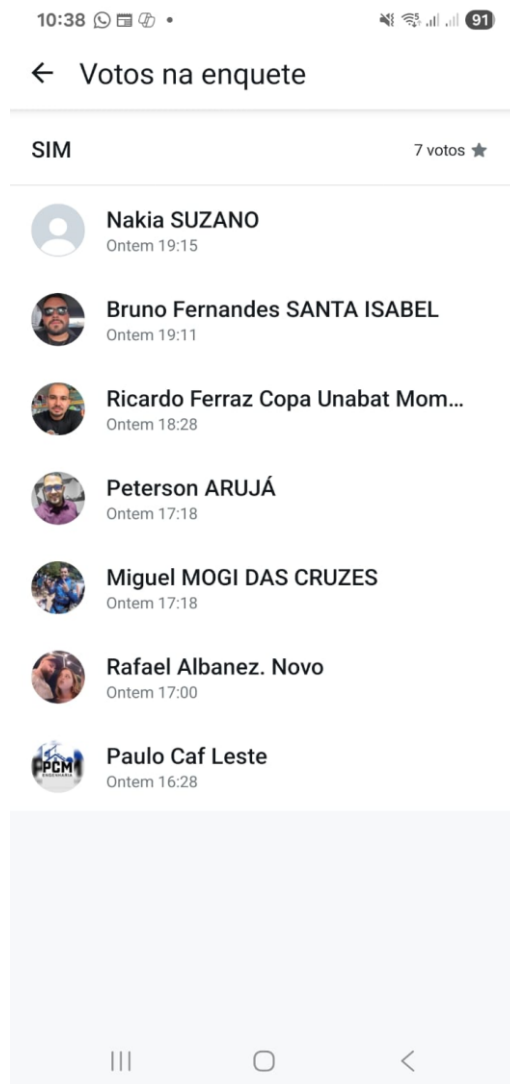 10:38
91
Votos na enquete
SIM
7 votos
Nakia SUZANO
Ontem 19:15
Bruno Fernandes SANTA ISABEL
Ontem 19:11
Ricardo Ferraz Copa Unabat Mom...
Ontem 18:28
Peterson ARUJÁ
Ontem 17:18
Miguel MOGI DAS CRUZES
Ontem 17:18
Rafael Albanez. Novo
Ontem 17:00
PCM
ENGENHARIA
Paulo Caf Leste
Ontem 16:28